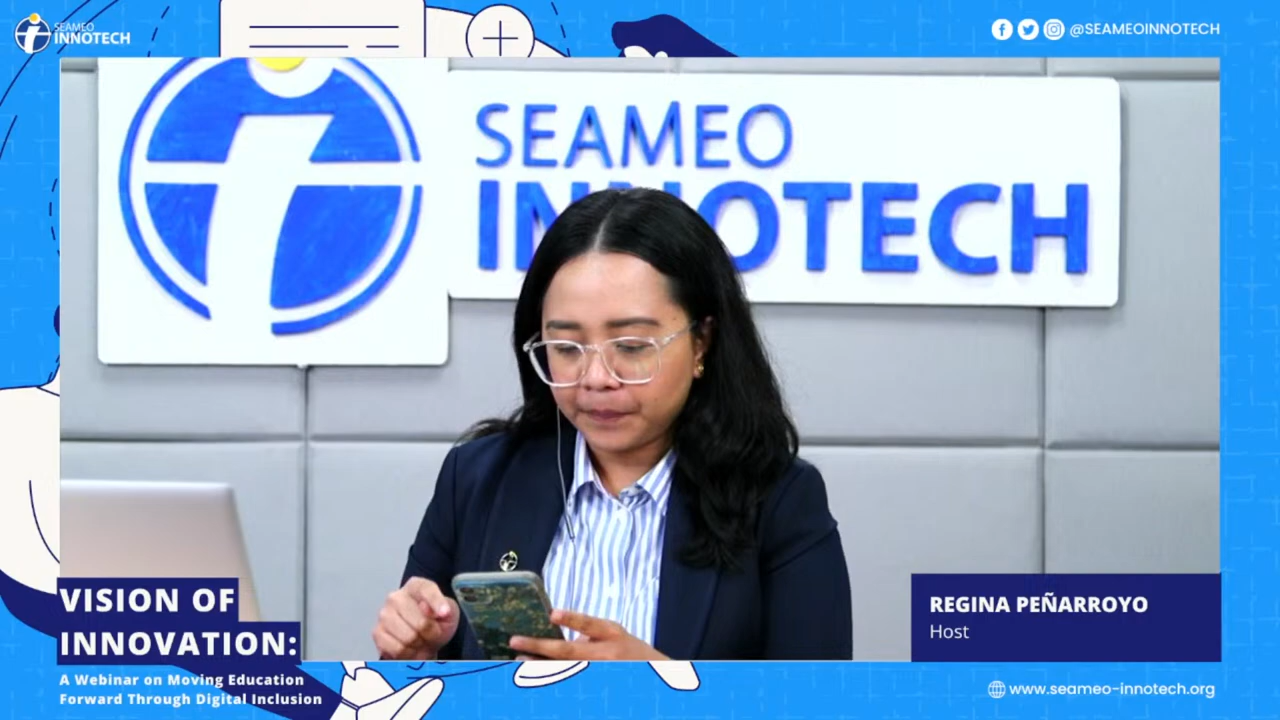 SEAMEO
INNOTECH
@SEAMEOINNOTECH
SEAMEO
INNOTECH
VISION OF
INNOVATION:
A Webinar on Moving Education
Forward Through Digital Inclusion
REGINA PEÑARROYO
Host
www.seameo-innotech.org